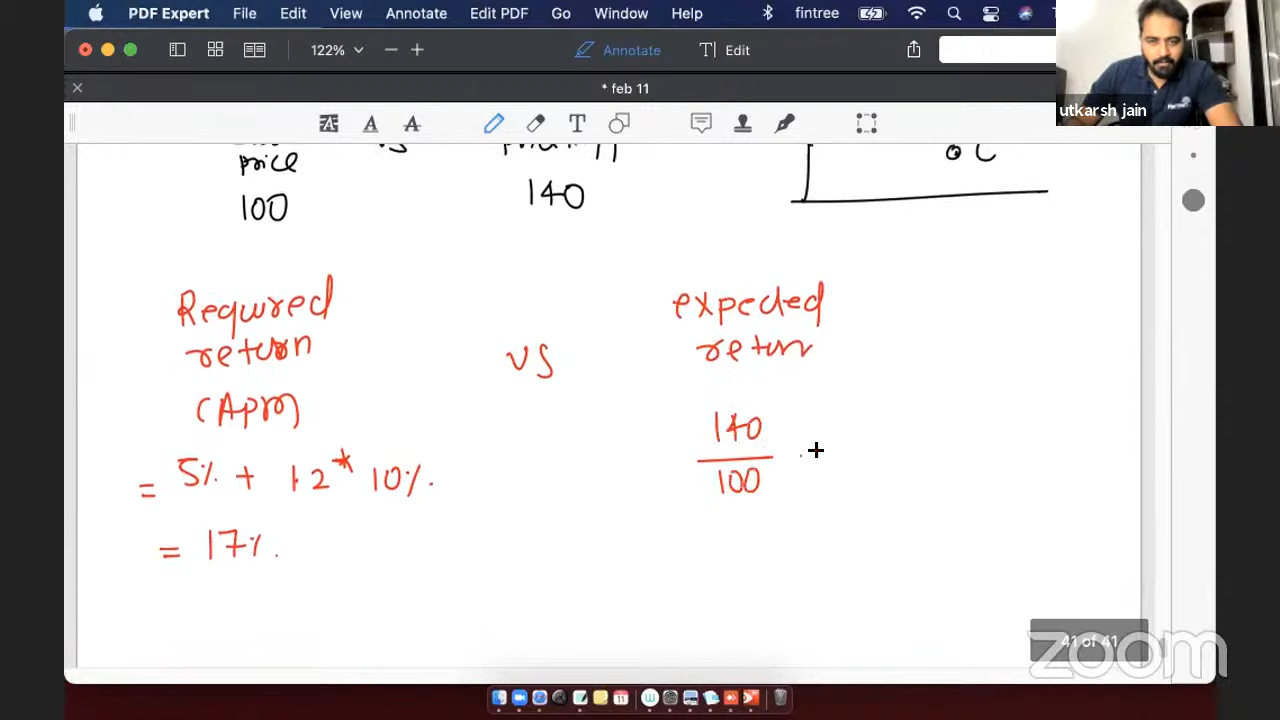 PDF Expert File Edit View Annotate Edit PDF Go Window Help fintree
122% Annotate Edit
utkarsh jain
* feb 11
price
vs
100
140
C
Required
return
(Apm)
vs
expected
return
= 5% + 1.2 * 10%.
= 17%.
140
100
41 of 41
zoom
11